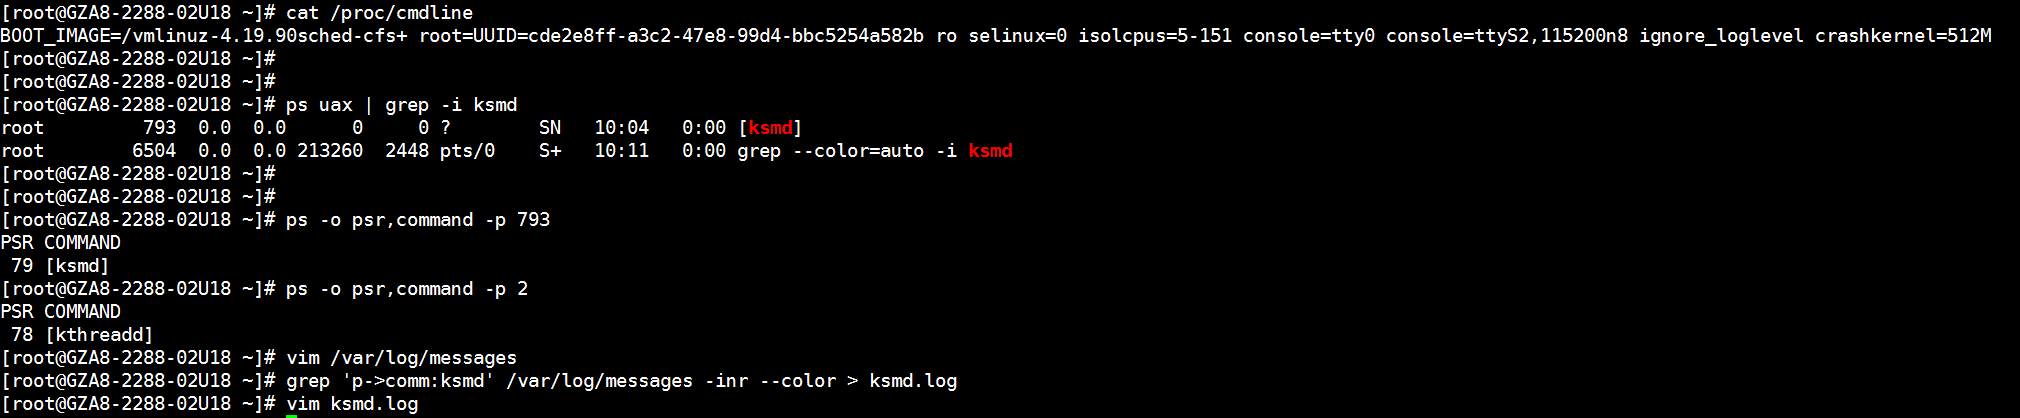 [root@GZA8-2288-02U18 ~]# cat /proc/cmdline
BOOT_IMAGE=/vmlinuz-4.19.90sched-cfs+ root=UUID=cde2e8ff-a3c2-47e8-99d4-bbc5254a582b ro selinux=0 isolcpus=5-151 console=tty0 console=ttyS2,115200n8 ignore_loglevel crashkernel=512M
[root@GZA8-2288-02U18 ~]#
[root@GZA8-2288-02U18 ~]#
[root@GZA8-2288-02U18 ~]# ps uax | grep -i ksmd
root         793  0.0  0.0      0     0 ?        SN   10:04   0:00 [ksmd]
root        6504  0.0  0.0 213260  2448 pts/0    S+   10:11   0:00 grep --color=auto -i ksmd
[root@GZA8-2288-02U18 ~]#
[root@GZA8-2288-02U18 ~]#
[root@GZA8-2288-02U18 ~]# ps -o psr,command -p 793
PSR COMMAND
 79 [ksmd]
[root@GZA8-2288-02U18 ~]# ps -o psr,command -p 2
PSR COMMAND
 78 [kthreadd]
[root@GZA8-2288-02U18 ~]# vim /var/log/messages
[root@GZA8-2288-02U18 ~]# grep 'p->comm:ksmd' /var/log/messages -inr --color > ksmd.log
[root@GZA8-2288-02U18 ~]# vim ksmd.log